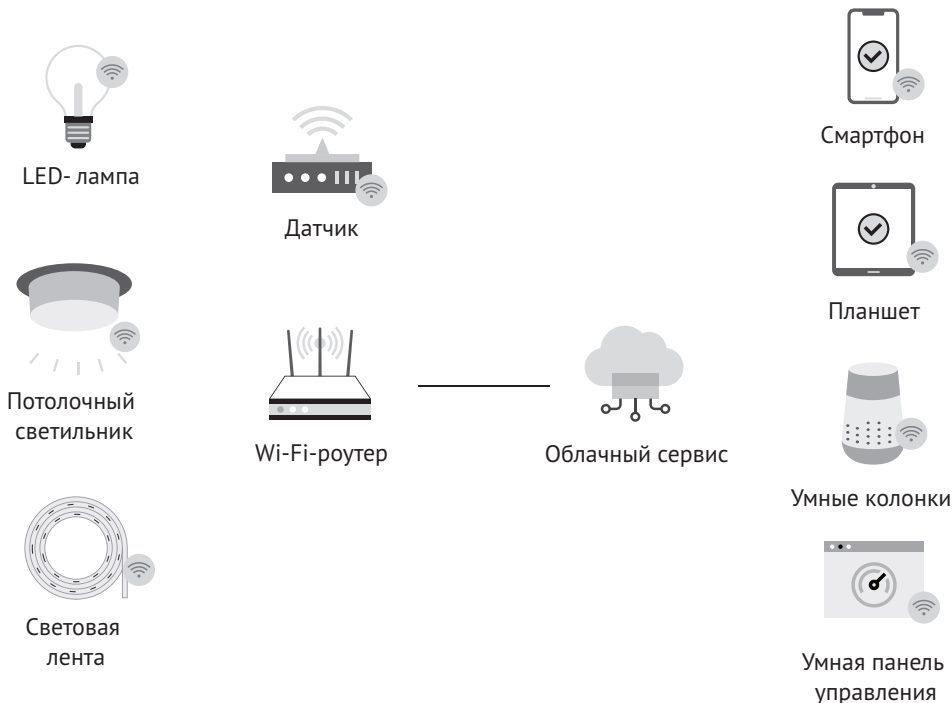 LED- лампа
Потолочный
светильник
Световая
лента
Датчик
Wi-Fi-роутер
Облачный сервис
Смартфон
Планшет
Умные колонки
Умная панель
управления